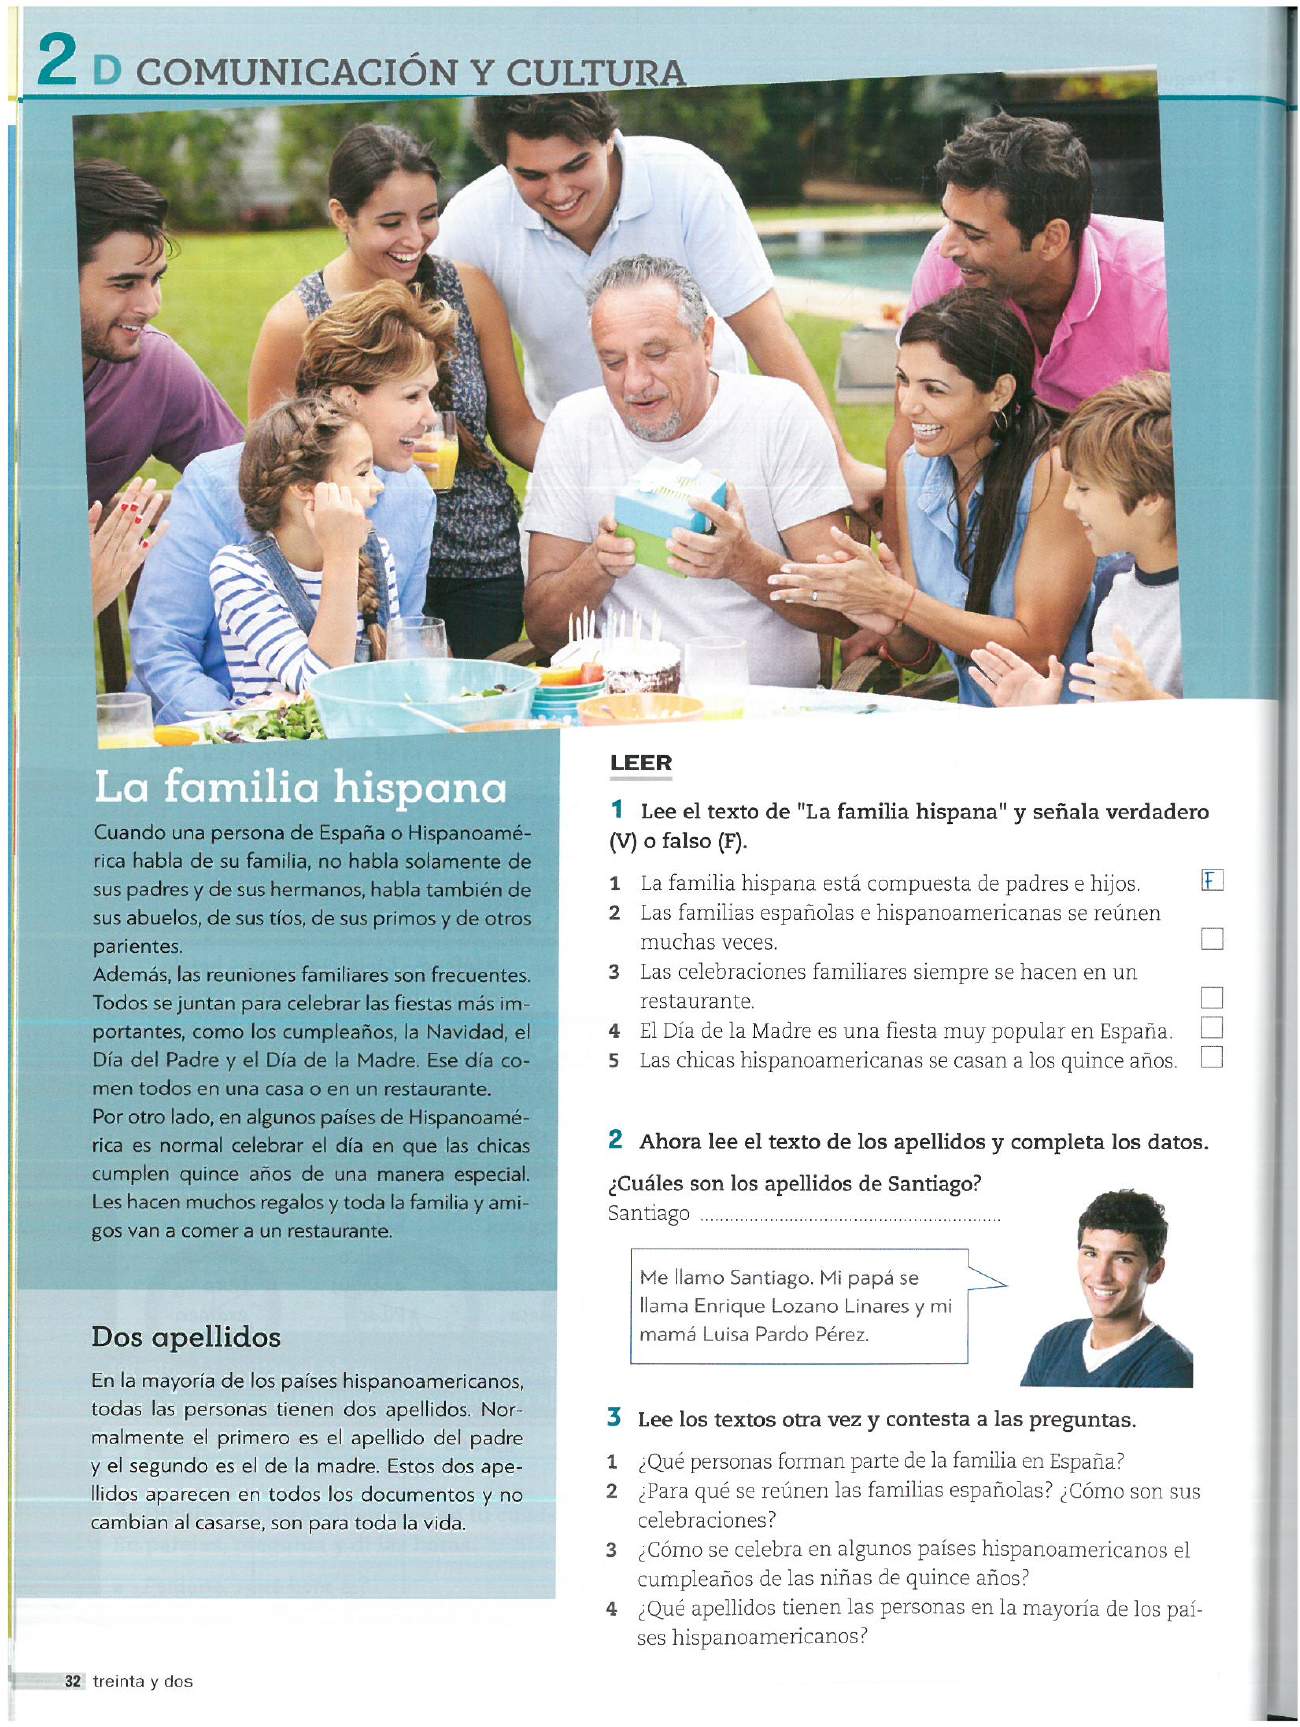 2 D COMUNICACIÓN Y CULTURA
La familia hispana
Cuando una persona de España o Hispanoamé-
rica habla de su familia, no habla solamente de
sus padres y de sus hermanos, habla también de
sus abuelos, de sus tíos, de sus primos y de otros
parientes.
Además, las reuniones familiares son frecuentes.
Todos se juntan para celebrar las fiestas más im-
portantes, como los cumpleaños, la Navidad, el
Día del Padre y el Día de la Madre. Ese día co-
men todos en una casa o en un restaurante.
Por otro lado, en algunos países de Hispanoamé-
rica es normal celebrar el día en que las chicas
cumplen quince años de una manera especial.
Les hacen muchos regalos y toda la familia y ami-
gos van a comer a un restaurante.
Dos apellidos
En la mayoría de los países hispanoamericanos,
todas las personas tienen dos apellidos. Nor-
malmente el primero es el apellido del padre
y el segundo es el de la madre. Estos dos ape-
llidos aparecen en todos los documentos y no
cambian al casarse, son para toda la vida.
LEER
1 Lee el texto de "La familia hispana" y señala verdadero
(V) o falso (F).
1 La familia hispana está compuesta de padres e hijos. F
2 Las familias españolas e hispanoamericanas se reúnen
muchas veces.
3 Las celebraciones familiares siempre se hacen en un
restaurante.
4 El Día de la Madre es una fiesta muy popular en España.
5 Las chicas hispanoamericanas se casan a los quince años.
2 Ahora lee el texto de los apellidos y completa los datos.
¿Cuáles son los apellidos de Santiago?
Santiago ............................................................
Me llamo Santiago. Mi papá se
llama Enrique Lozano Linares y mi
mamá Luisa Pardo Pérez.
3 Lee los textos otra vez y contesta a las preguntas.
1 ¿Qué personas forman parte de la familia en España?
2 ¿Para qué se reúnen las familias españolas? ¿Cómo son sus
celebraciones?
3 ¿Cómo se celebra en algunos países hispanoamericanos el
cumpleaños de las niñas de quince años?
4 ¿Qué apellidos tienen las personas en la mayoría de los paí-
ses hispanoamericanos?
32 treinta y dos